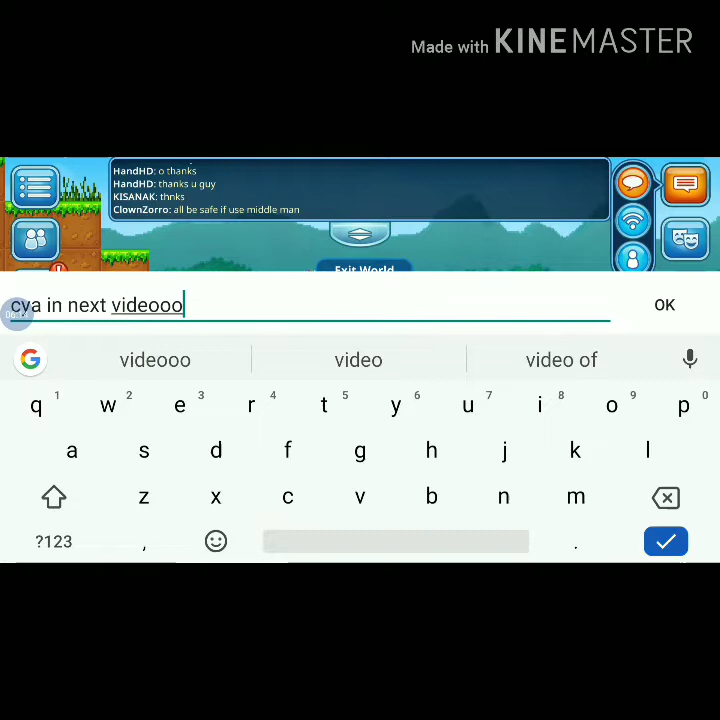 Made with KINEMASTER
HandHD: o thanks
HandHD: thanks u guy
KISANAK: thnks
ClownZorro: all be safe if use middle man
Exit World
cva in next videooo
OK
videooo video video of
q 1 w 2 e 3 r 4 t 5 y 6 u 7 i 8 o 9 p 0
a s d f g h j k l
z x c v b n m
?123 , .